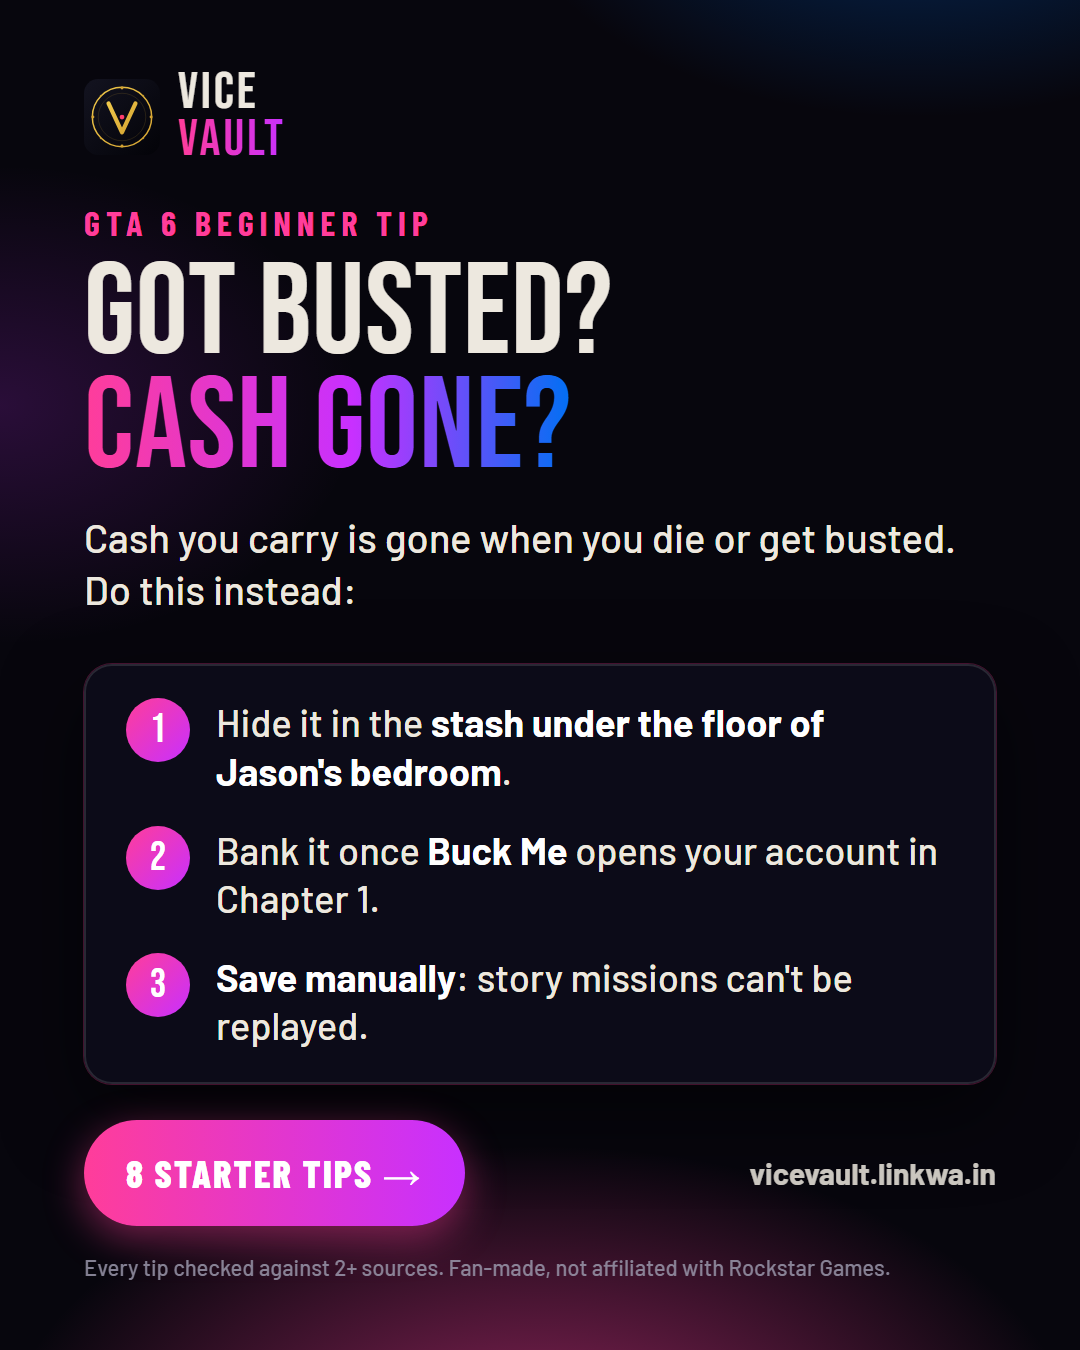 VICE
VAULT
GTA 6 BEGINNER TIP
GOT BUSTED?
CASH GONE?
Cash you carry is gone when you die or get busted.
Do this instead:
1 Hide it in the stash under the floor of
Jason's bedroom.
2 Bank it once Buck Me opens your account in
Chapter 1.
3 Save manually: story missions can't be
replayed.
8 STARTER TIPS →
vicevault.linkwa.in
Every tip checked against 2+ sources. Fan-made, not affiliated with Rockstar Games.